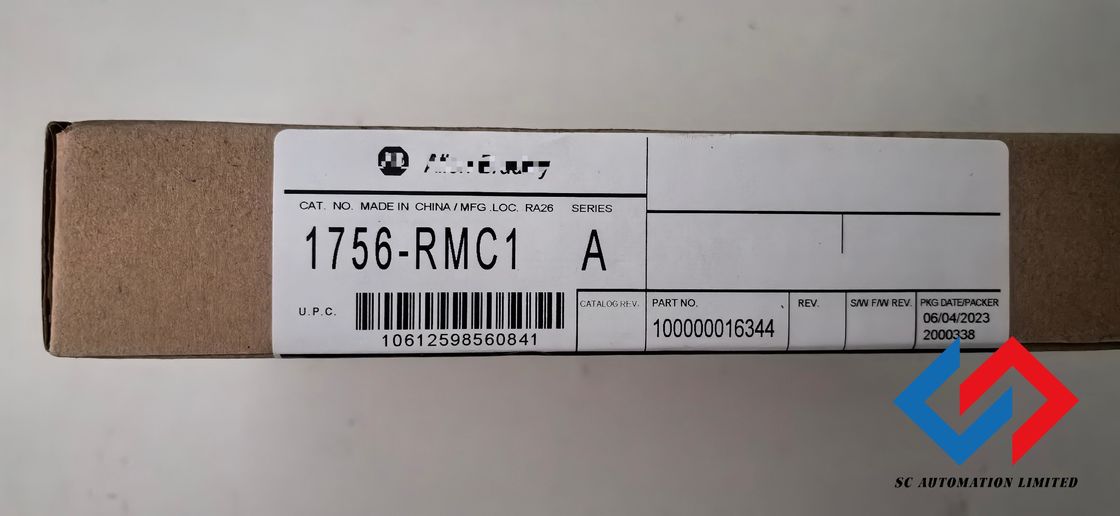 CAT. NO. MADE IN CHINA / MFG .LOC. RA26 SERIES
1756-RMC1 A
U.P.C.
10612598560841
CATALOG REV.
PART NO.
100000016344
REV.
S/W F/W REV.
PKG DATE/PACKER
06/04/2023
2000338
SC AUTOMATION LIMITED